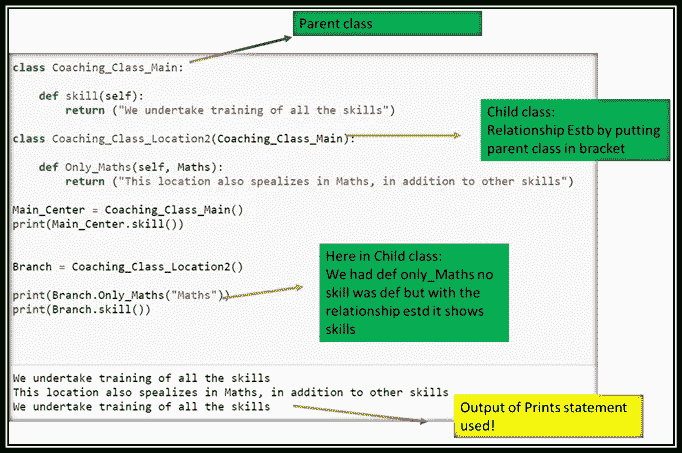 Parent class
class Coaching_Class_Main:
def skill(self):
return ("We undertake training of all the skills")
class Coaching_Class_Location2(Coaching_Class_Main):
Child class:
Relationship Estb by putting
parent class in bracket
def Only_Maths(self, Maths):
return ("This location also spealizes in Maths, in addition to other skills")
Main_Center = Coaching_Class_Main()
print(Main_Center.skill())
Branch = Coaching_Class_Location2()
print(Branch.Only_Maths("Maths"))
print(Branch.skill())
Here in Child class:
We had def only_Maths no
skill was def but with the
relationship estd it shows
skills
We undertake training of all the skills
This location also spealizes in Maths, in addition to other skills
We undertake training of all the skills
Output of Prints statement
used!